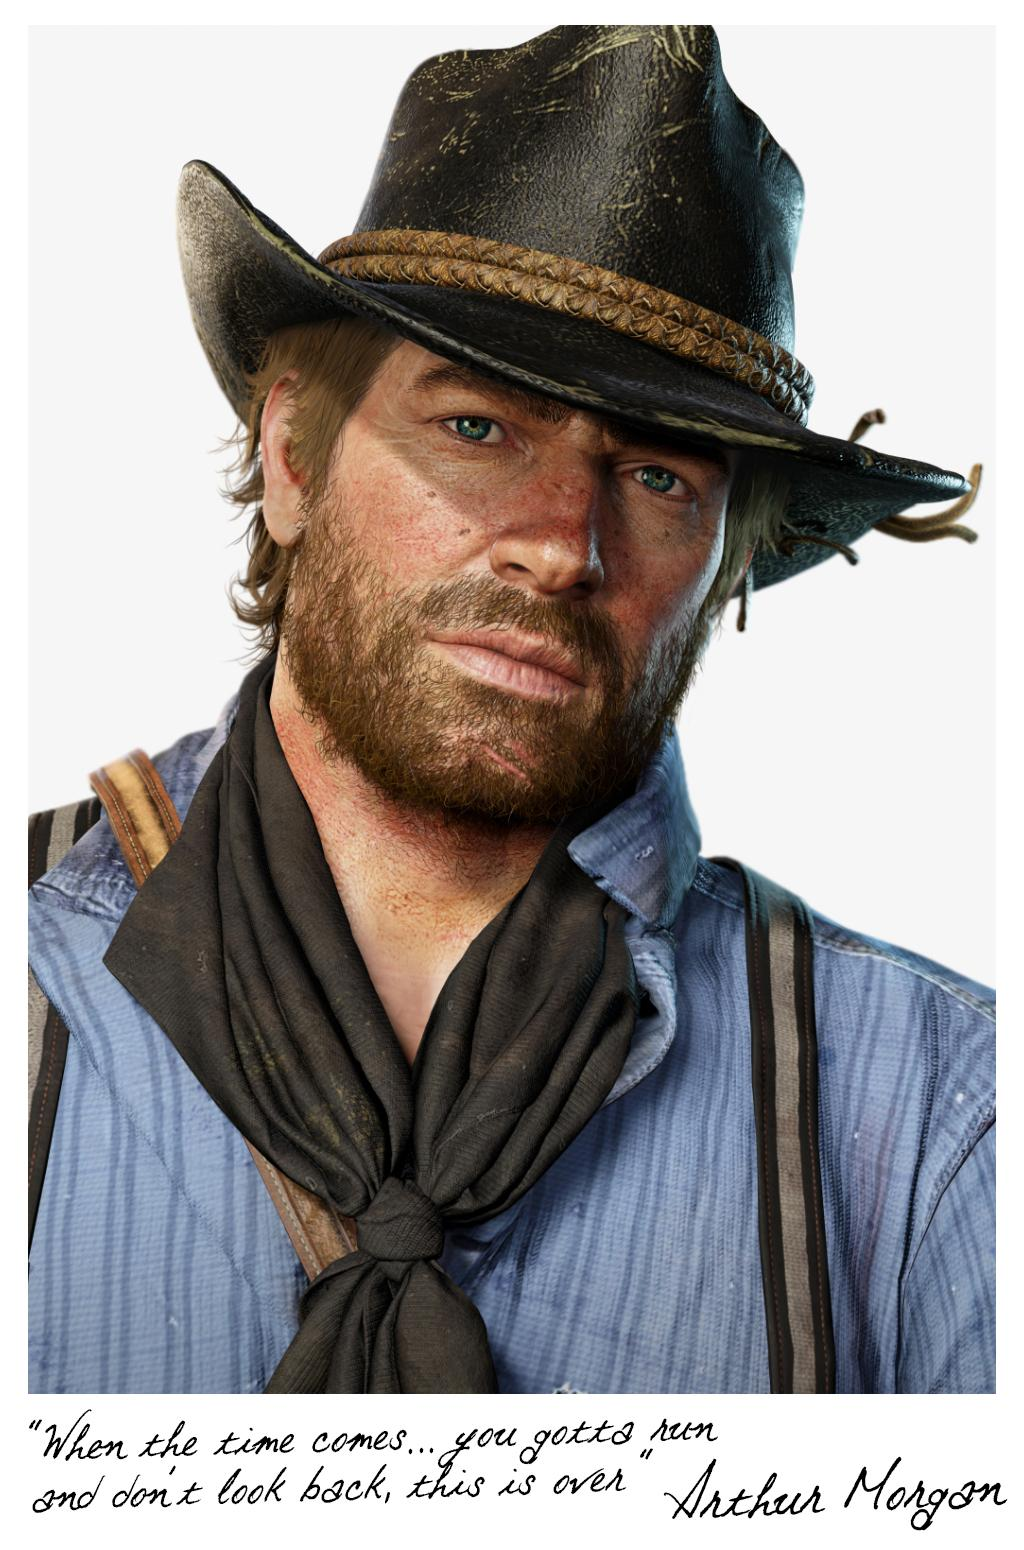 "When the time comes... you gotta run
and don't look back, this is over"
Arthur Morgan